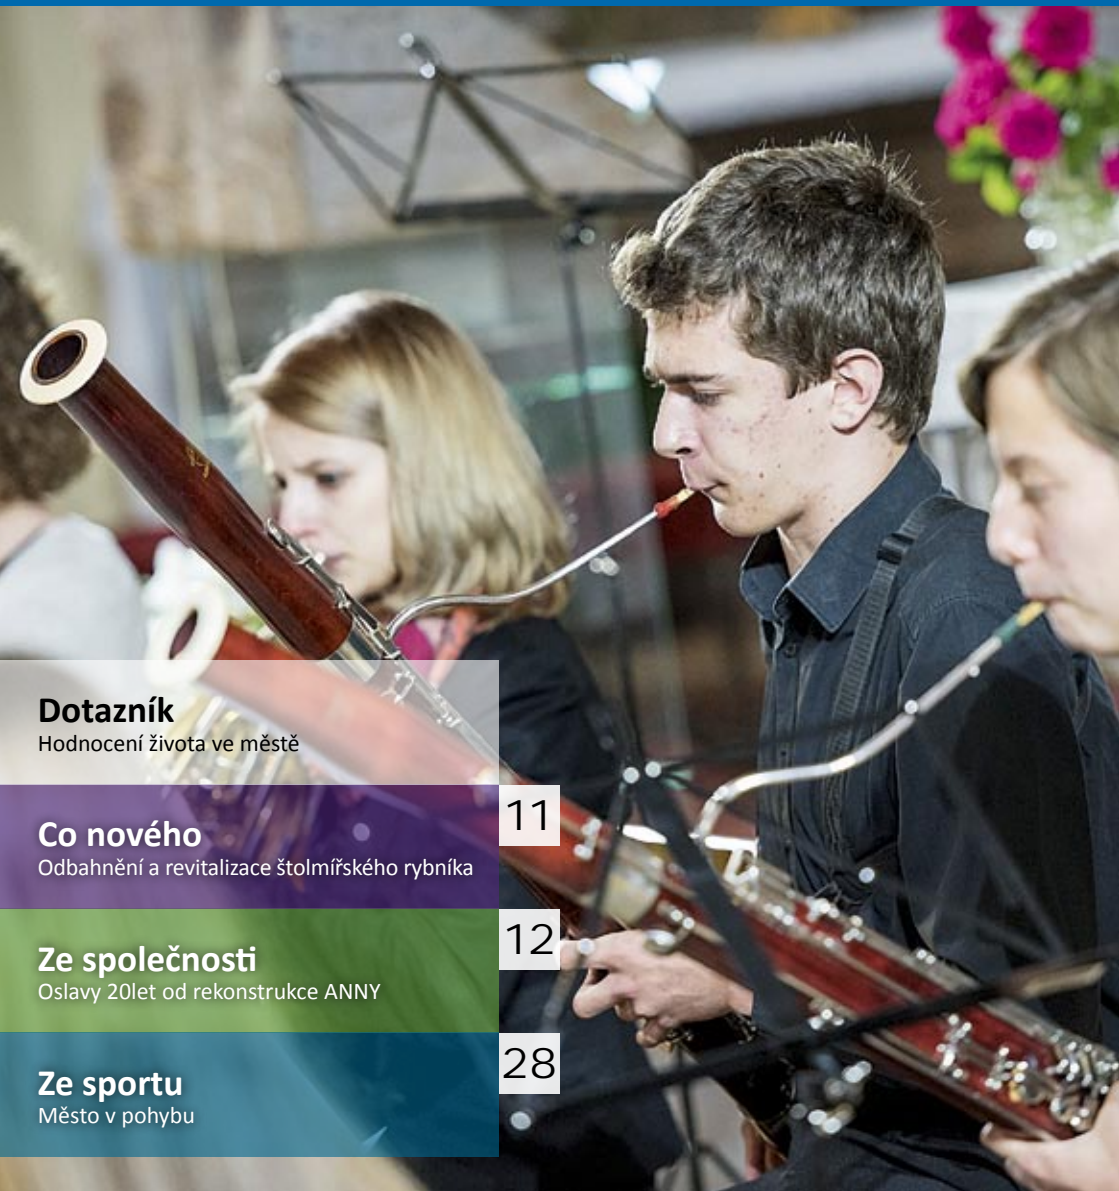 Dotazník
Hodnocení života ve městě
Co nového
11
Odbahnění a revitalizace štolmířského rybníka
Ze společnosti
12
Oslavy 20let od rekonstrukce ANNY
Ze sportu
28
Město v pohybu